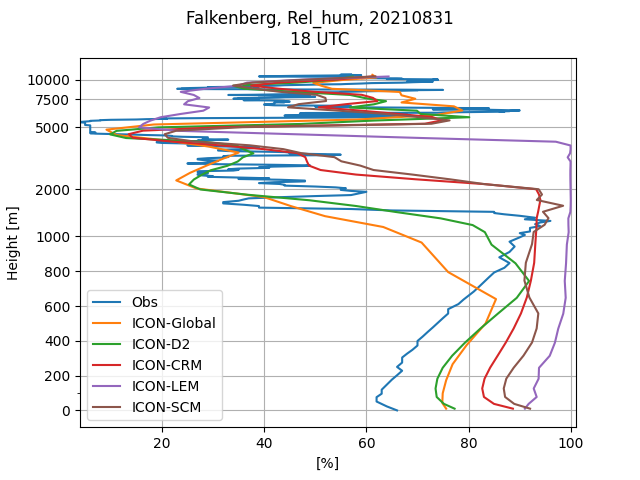 Falkenberg, Rel_hum, 20210831
18 UTC
10000
7500
5000
2000
1000
800
600
400
200
0
Height [m]
Obs
ICON-Global
ICON-D2
ICON-CRM
ICON-LEM
ICON-SCM
20 40 60 80 100
[%]